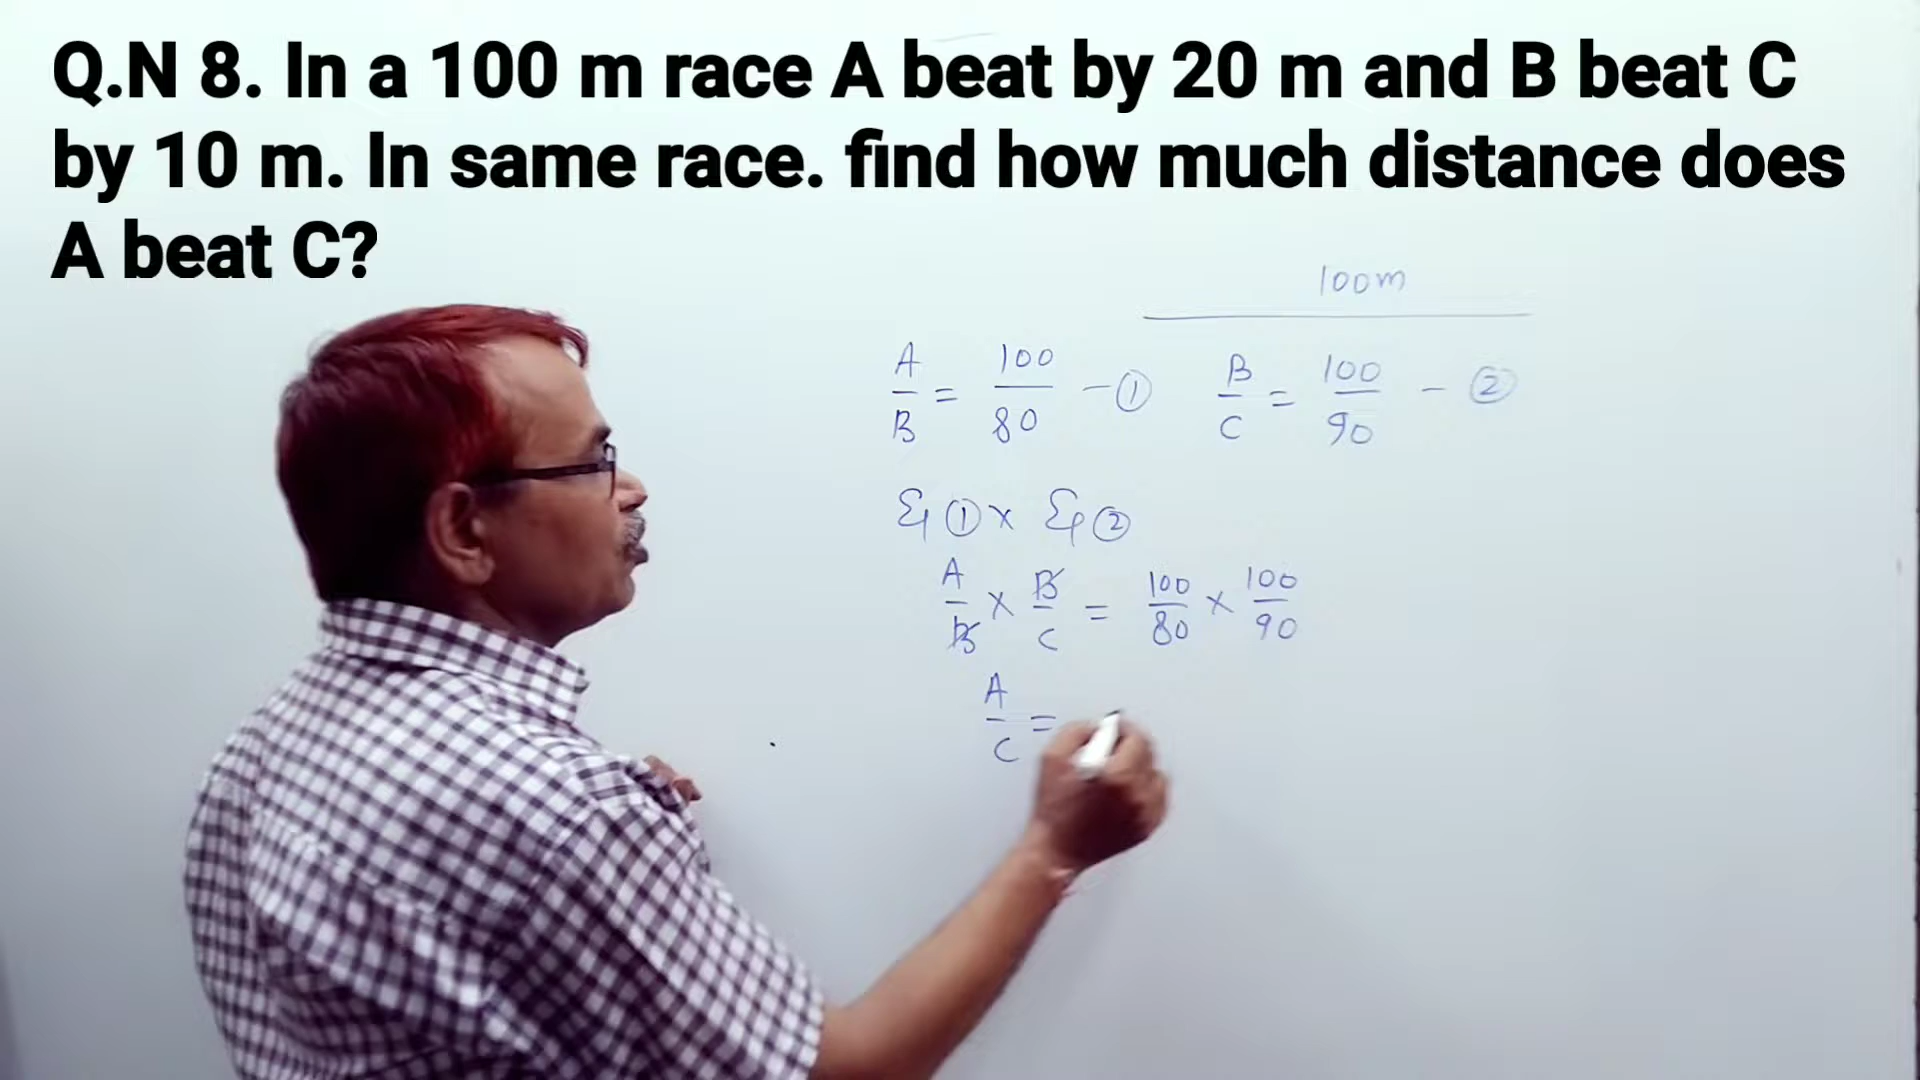 Q.N 8. In a 100 m race A beat by 20 m and B beat C
by 10 m. In same race. find how much distance does
A beat C?
100m
A/B = 100/80 - ① B/C = 100/90 - ②
Eq ① x Eq ②
A/B x B/C = 100/80 x 100/90
A/C =